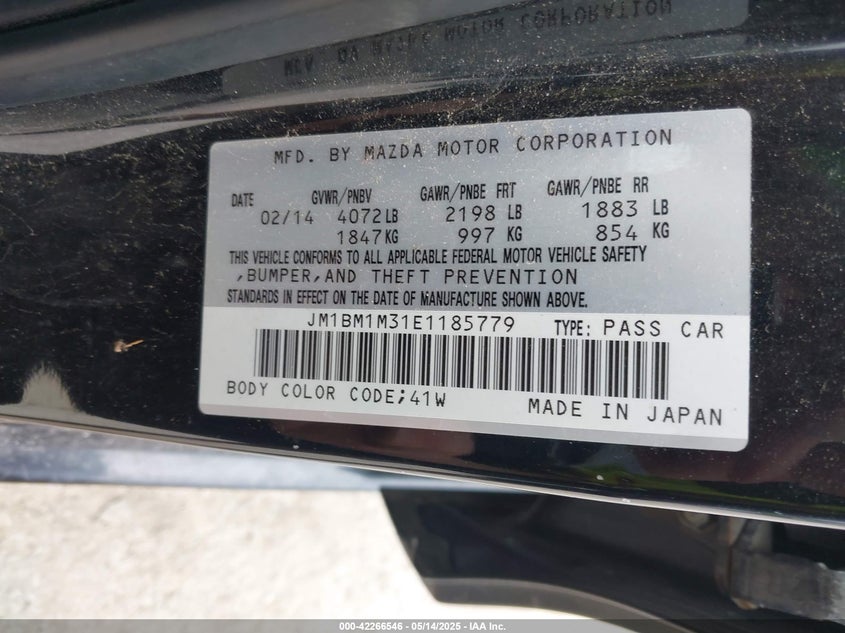 MFD. BY MAZDA MOTOR CORPORATION
DATE GVWR/PNBV GAWR/PNBE FRT GAWR/PNBE RR
02/14 4072LB 2198 LB 1883 LB
1847KG 997 KG 854 KG
THIS VEHICLE CONFORMS TO ALL APPLICABLE FEDERAL MOTOR VEHICLE SAFETY
,BUMPER,AND THEFT PREVENTION
STANDARDS IN EFFECT ON THE DATE OF MANUFACTURE SHOWN ABOVE.
JM1BM1M31E1185779 TYPE: PASS CAR
BODY COLOR CODE;41W MADE IN JAPAN
000-42266546 - 05/14/2025 - IAA Inc.